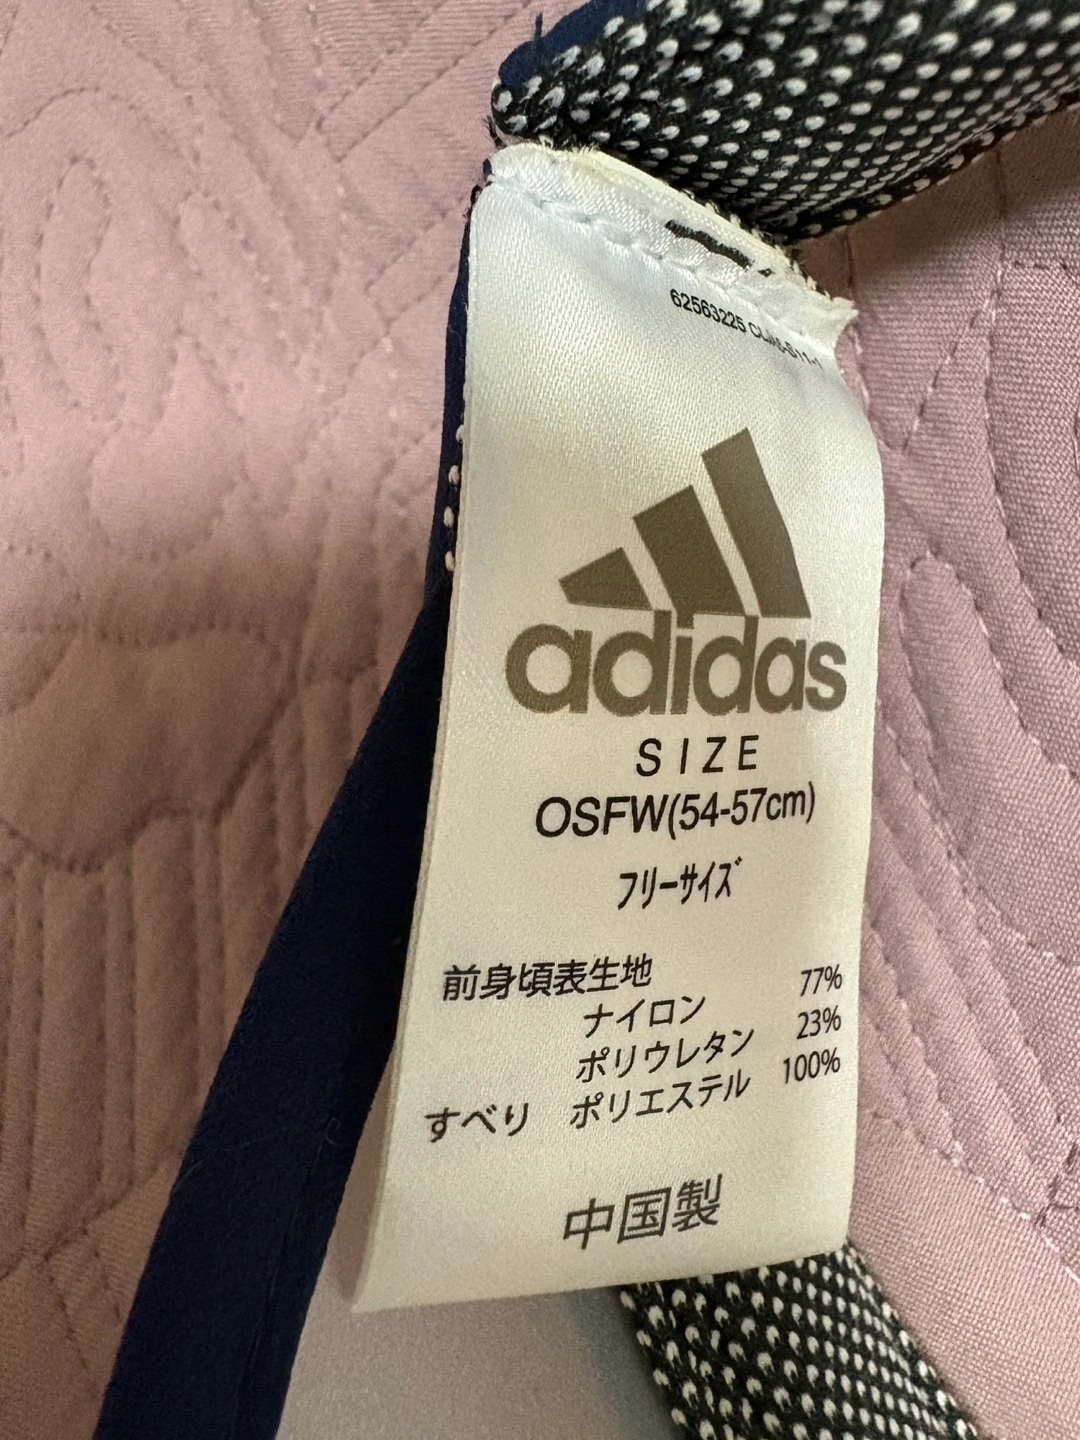 62563225
adidas
SIZE
OSFW(54-57cm)
フリーサイズ
前身頃表生地
ナイロン 77%
ポリウレタン 23%
すべり ポリエステル 100%
中国製